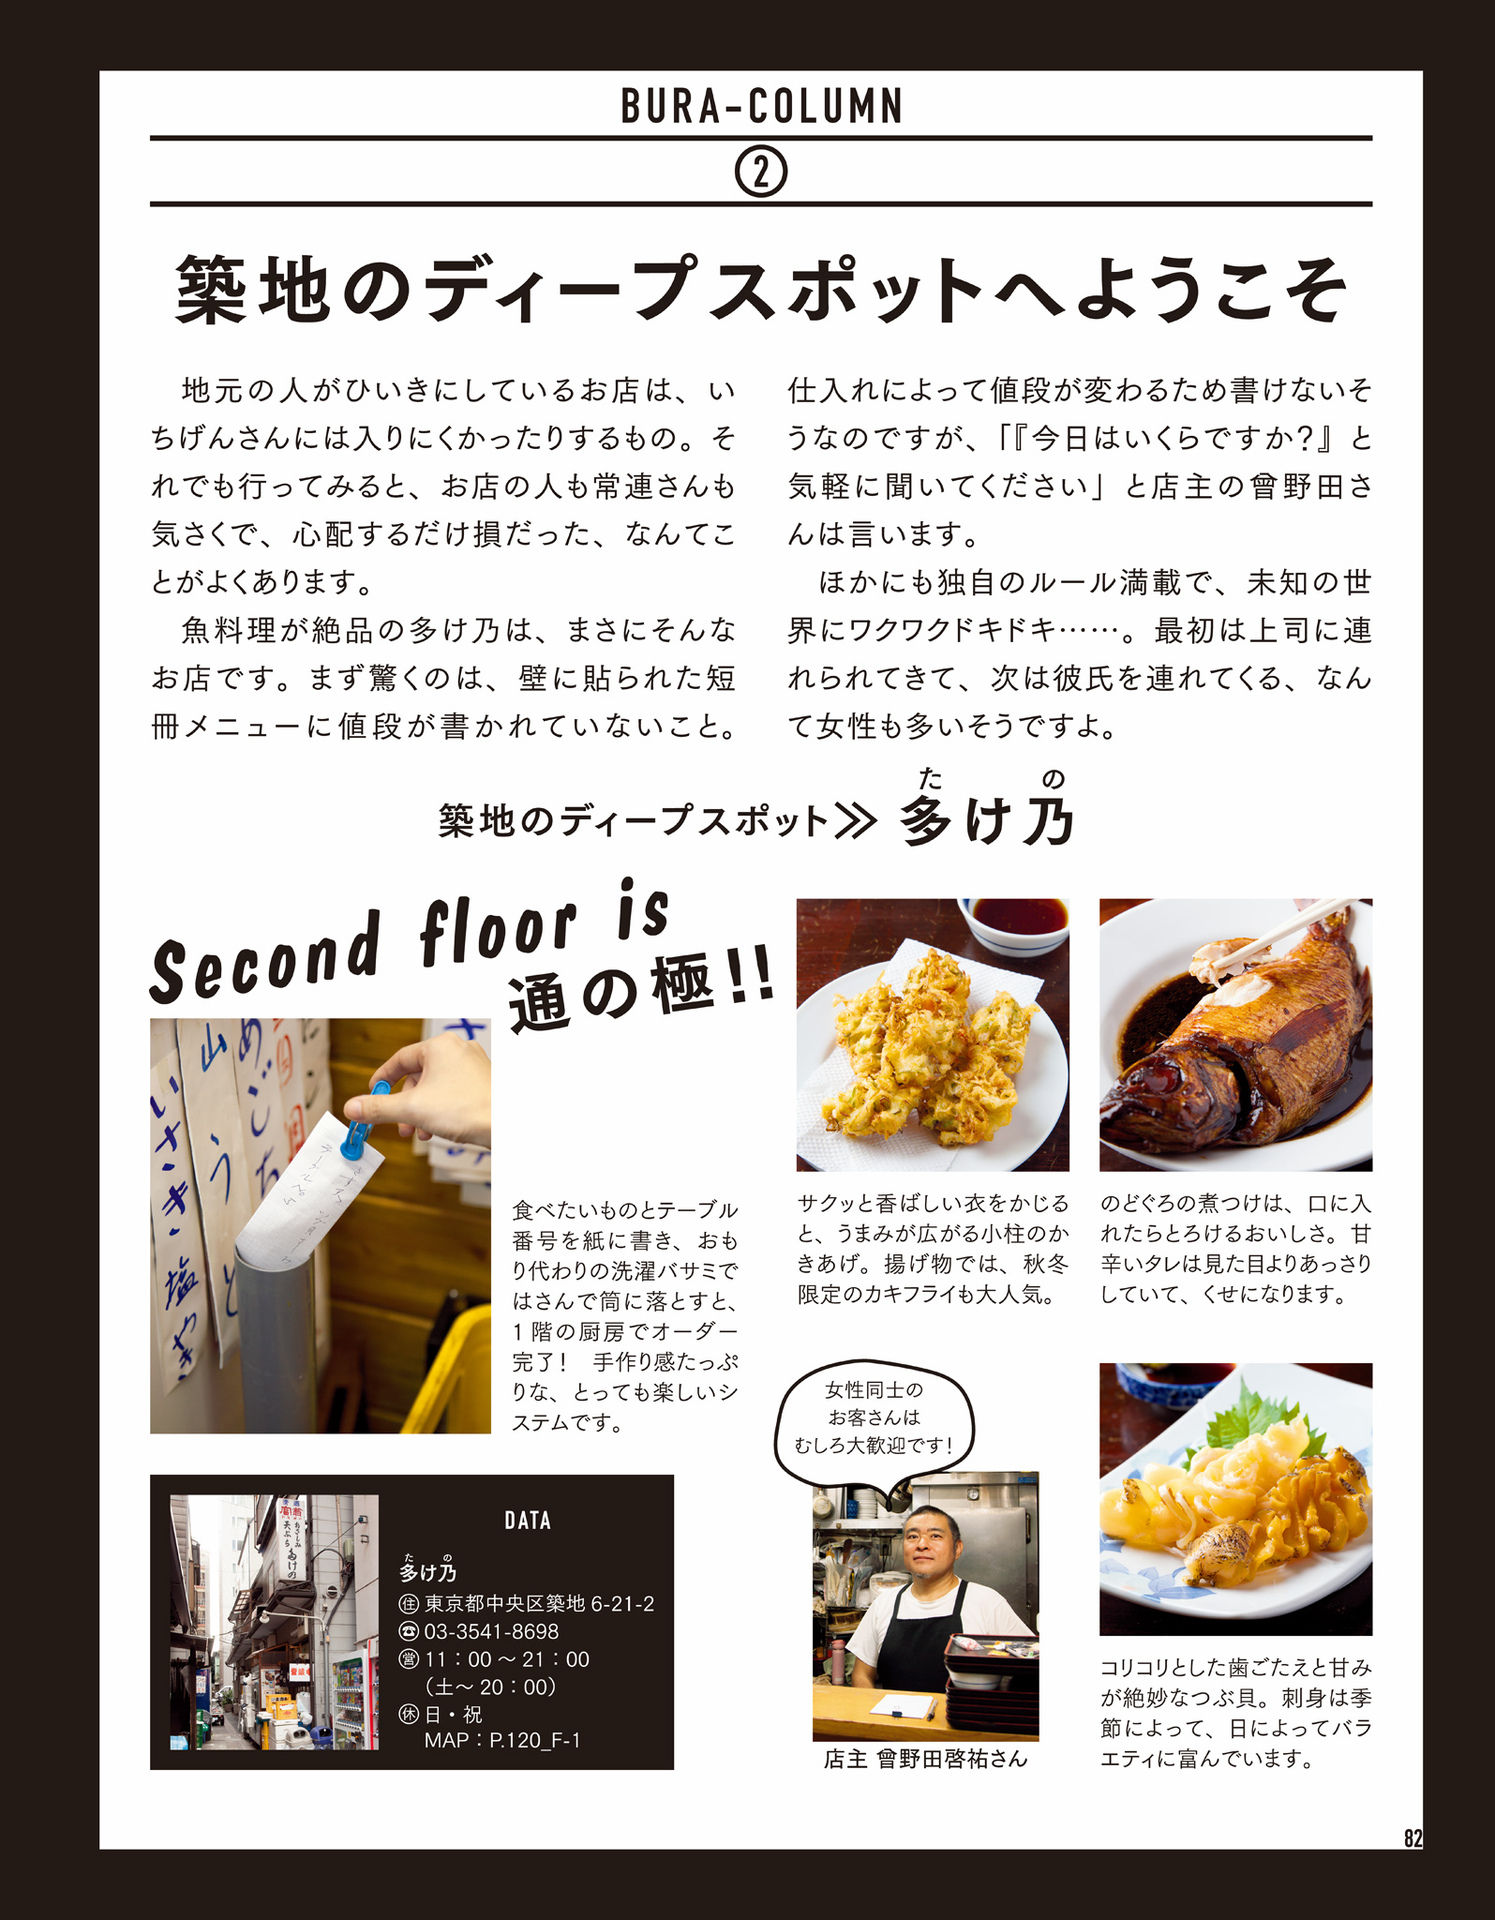 BURA-COLUMN
②
築地のディープスポットへようこそ
地元の人がひいきにしているお店は、い
ちげんさんには入りにくかったりするもの。そ
れでも行ってみると、お店の人も常連さんも
気さくで、心配するだけ損だった、なんてこ
とがよくあります。
魚料理が絶品の多け乃は、まさにそんな
お店です。まず驚くのは、壁に貼られた短
冊メニューに値段が書かれていないこと。
仕入れによって値段が変わるため書けないそ
うなのですが、「『今日はいくらですか？』と
気軽に聞いてください」と店主の曾野田さ
んは言います。
ほかにも独自のルール満載で、未知の世
界にワクワクドキドキ……。最初は上司に連
れられてきて、次は彼氏を連れてくる、なん
て女性も多いそうですよ。
た の
築地のディープスポット≫ 多け乃
Second floor is
通の極!!
いさき塩やき
山うど
めじ
食べたいものとテーブル
番号を紙に書き、おも
り代わりの洗濯バサミで
はさんで筒に落とすと、
1階の厨房でオーダー
完了！　手作り感たっぷ
りな、とっても楽しいシ
ステムです。
サクッと香ばしい衣をかじる
と、うまみが広がる小柱のか
きあげ。揚げ物では、秋冬
限定のカキフライも大人気。
のどぐろの煮つけは、口に入
れたらとろけるおいしさ。甘
辛いタレは見た目よりあっさり
していて、くせになります。
女性同士の
お客さんは
むしろ大歓迎です！
店主 曾野田啓祐さん
コリコリとした歯ごたえと甘み
が絶妙なつぶ貝。刺身は季
節によって、日によってバラ
エティに富んでいます。
おさしみ
天ぷら
多けの
DATA
た の
多け乃
住 東京都中央区築地 6-21-2
☎ 03-3541-8698
営 11：00 ～ 21：00
（土～ 20：00）
休 日・祝
MAP：P.120_F-1
82